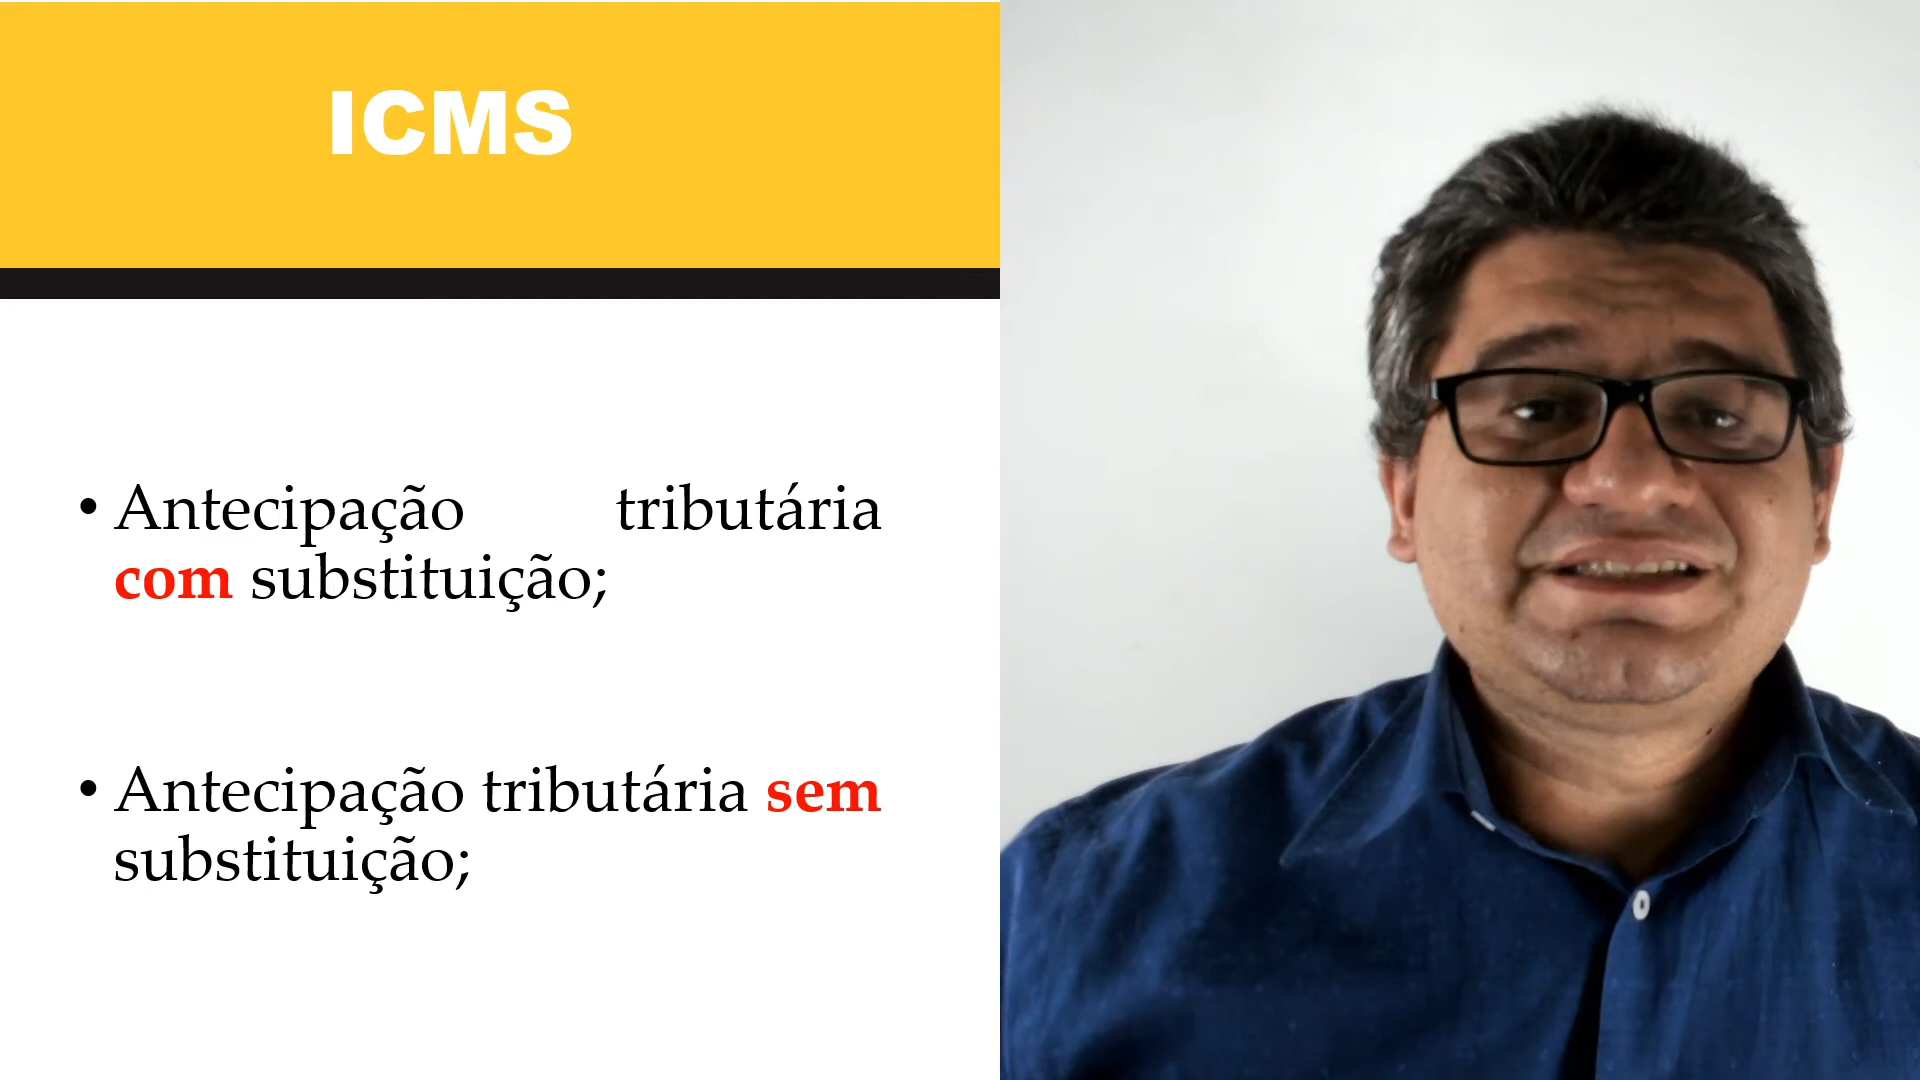 ICMS
• Antecipação tributária
com substituição;
• Antecipação tributária sem
substituição;